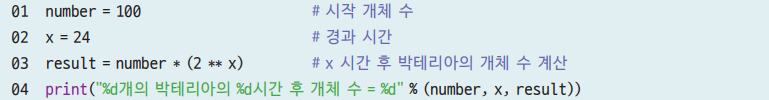 01 number = 100 # 시작 개체 수
02 x = 24 # 경과 시간
03 result = number * (2 ** x) # x 시간 후 박테리아의 개체 수 계산
04 print("%d개의 박테리아의 %d시간 후 개체 수 = %d" % (number, x, result))